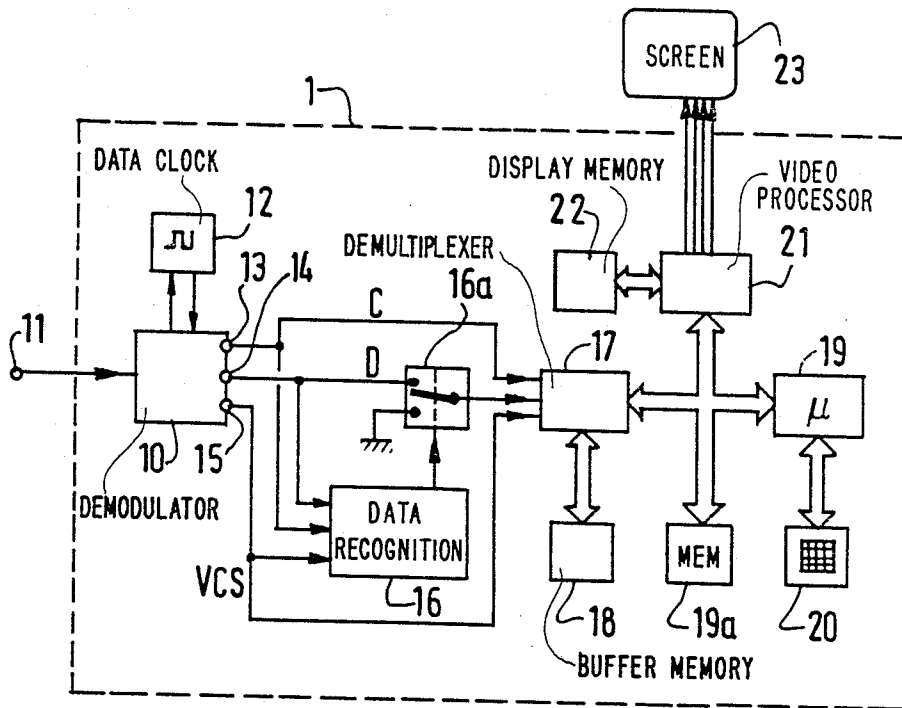 SCREEN
23
1
DATA CLOCK
12
DISPLAY MEMORY
22
VIDEO
PROCESSOR
21
DEMULTIPLEXER
13
14
C
16a
17
19
11
D
μ
10
15
DEMODULATOR
DATA
RECOGNITION
VCS
16
MEM
18
19a
20
BUFFER MEMORY